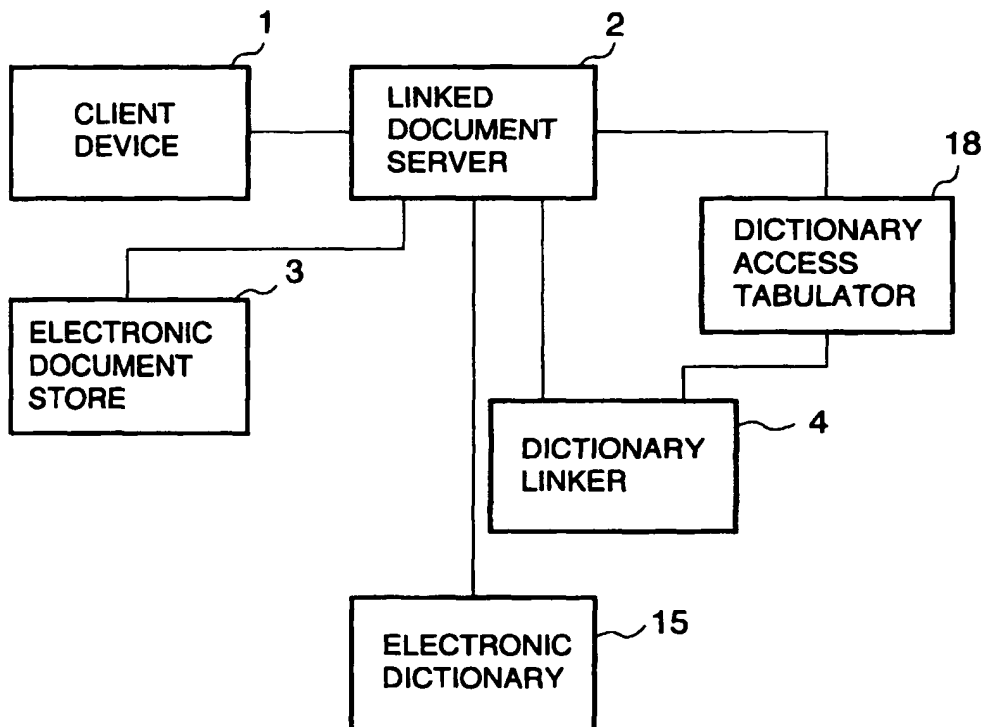 1
CLIENT
DEVICE
2
LINKED
DOCUMENT
SERVER
18
DICTIONARY
ACCESS
TABULATOR
3
ELECTRONIC
DOCUMENT
STORE
4
DICTIONARY
LINKER
15
ELECTRONIC
DICTIONARY